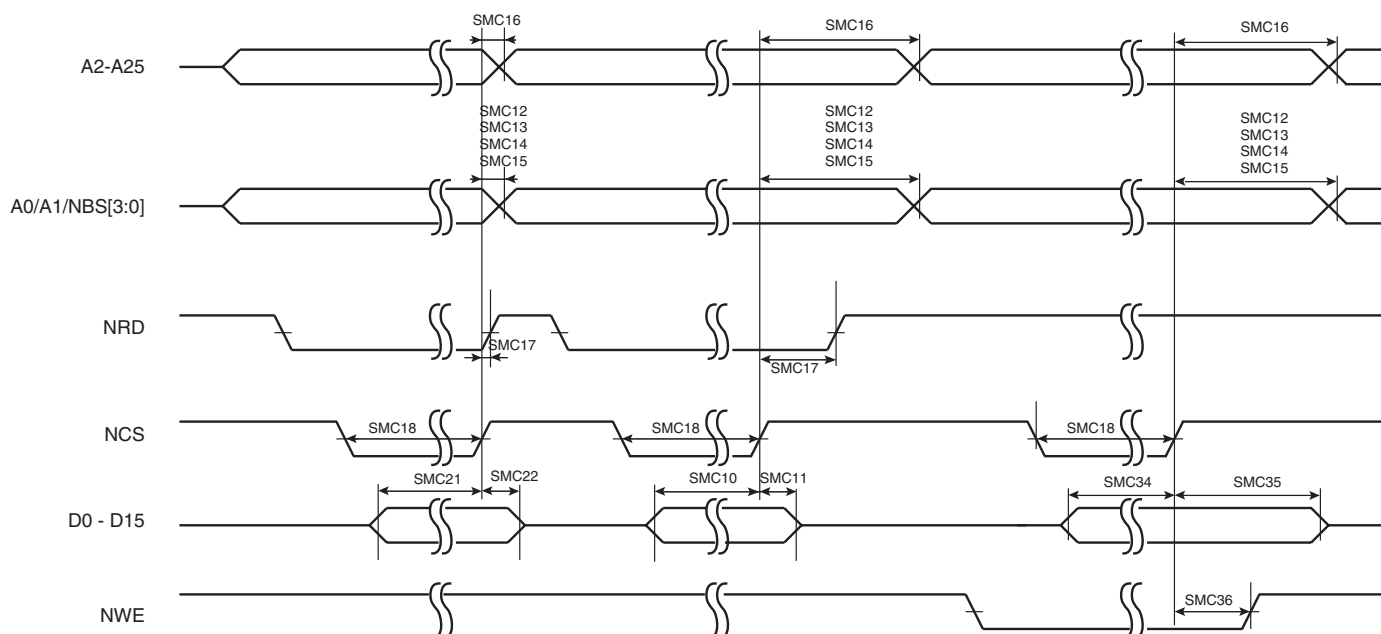 SMC16
SMC16
SMC16
A2-A25
SMC12
SMC13
SMC14
SMC15
SMC12
SMC13
SMC14
SMC15
SMC12
SMC13
SMC14
SMC15
A0/A1/NBS[3:0]
NRD
SMC17
SMC17
NCS
SMC18
SMC18
SMC18
SMC21
SMC22
SMC10
SMC11
SMC34
SMC35
D0 - D15
NWE
SMC36